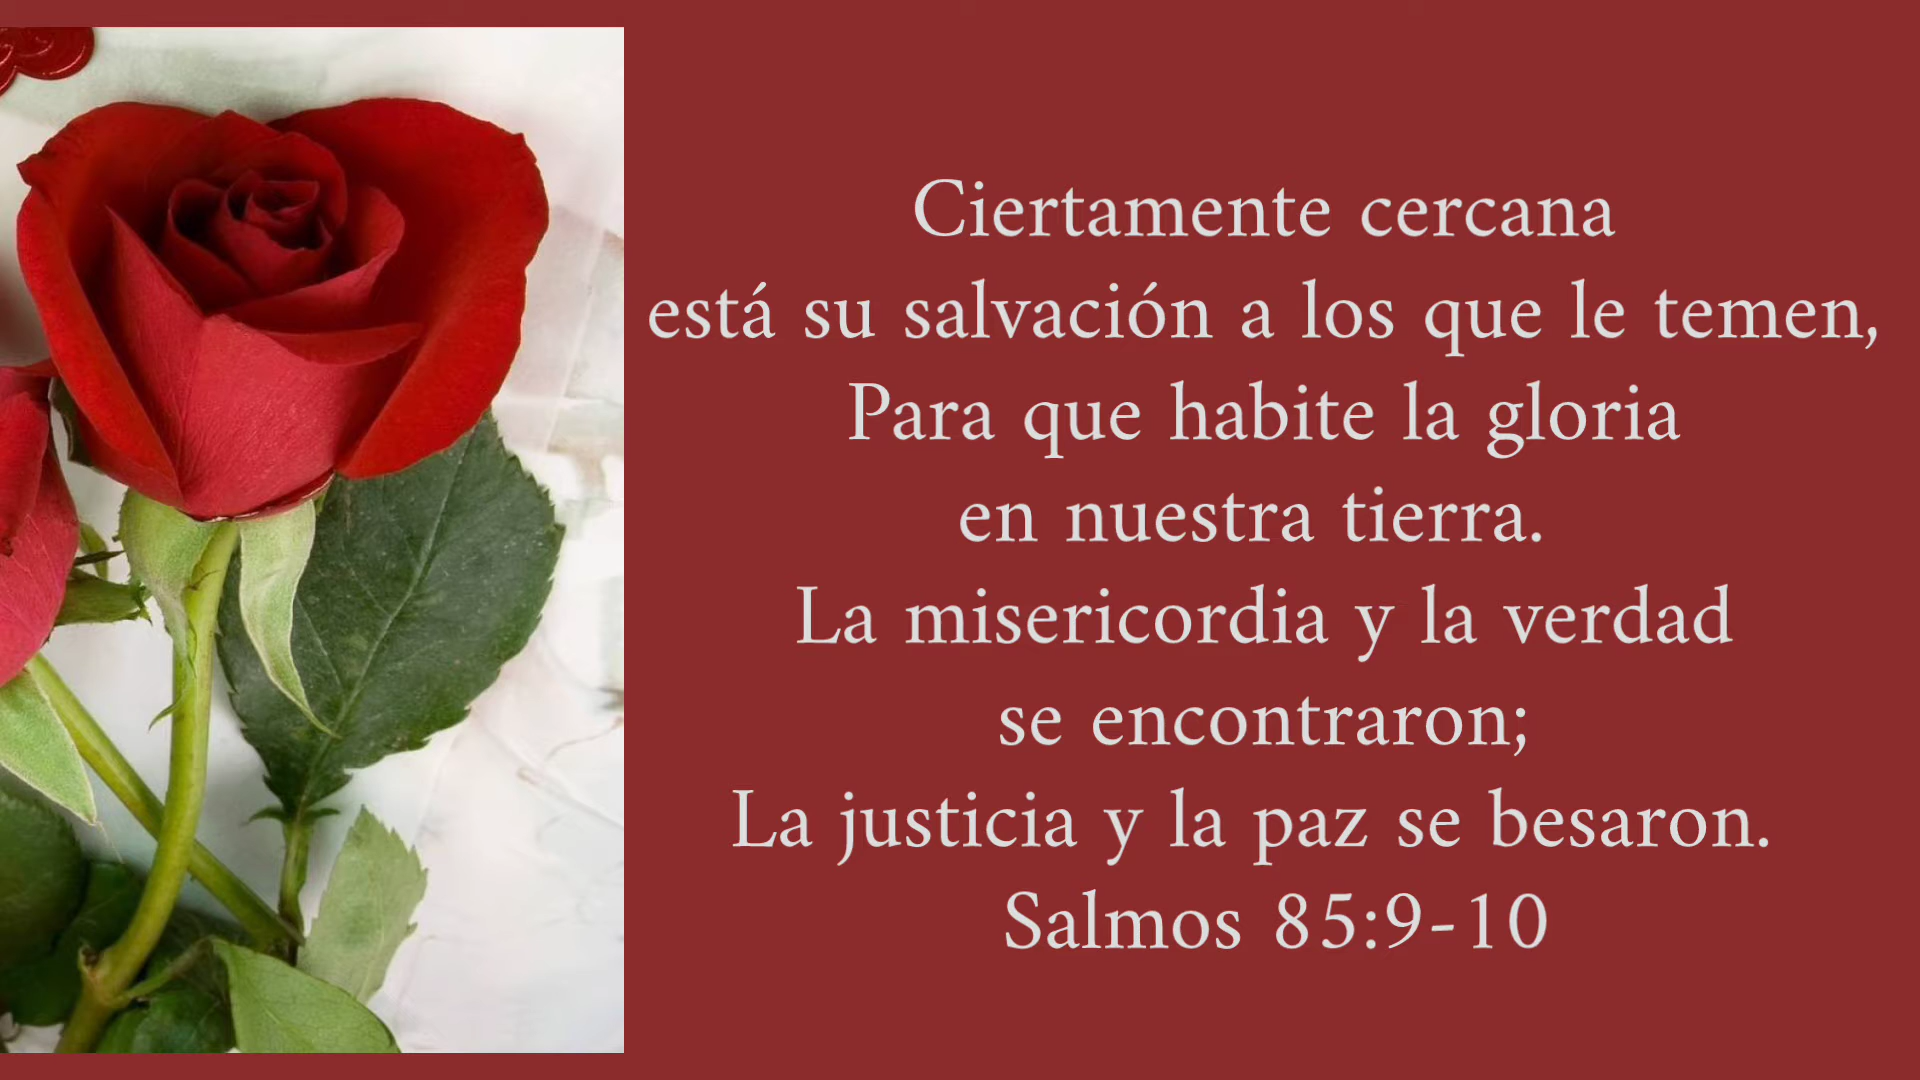 Ciertamente cercana
está su salvación a los que le temen,
Para que habite la gloria
en nuestra tierra.
La misericordia y la verdad
se encontraron;
La justicia y la paz se besaron.
Salmos 85:9-10